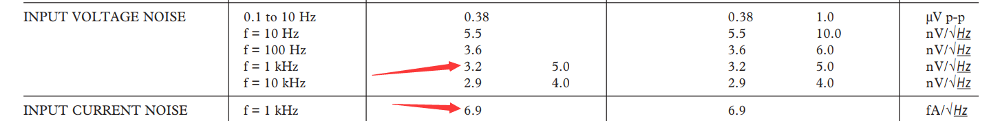 INPUT VOLTAGE NOISE 0.1 to 10 Hz 0.38 0.38 1.0 μV p-p
f = 10 Hz 5.5 5.5 10.0 nV/√Hz
f = 100 Hz 3.6 3.6 6.0 nV/√Hz
f = 1 kHz 3.2 5.0 3.2 5.0 nV/√Hz
f = 10 kHz 2.9 4.0 2.9 4.0 nV/√Hz
INPUT CURRENT NOISE f = 1 kHz 6.9 6.9 fA/√Hz